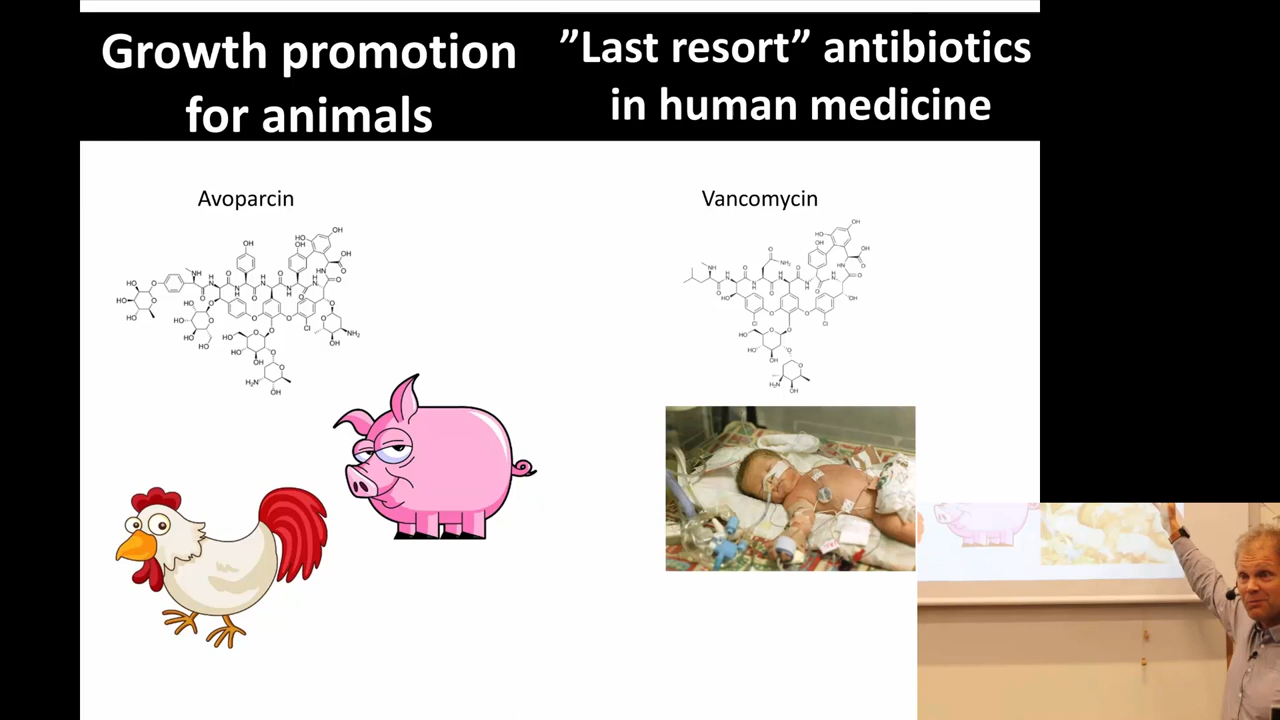 Growth promotion
for animals
”Last resort” antibiotics
in human medicine
Avoparcin
Vancomycin